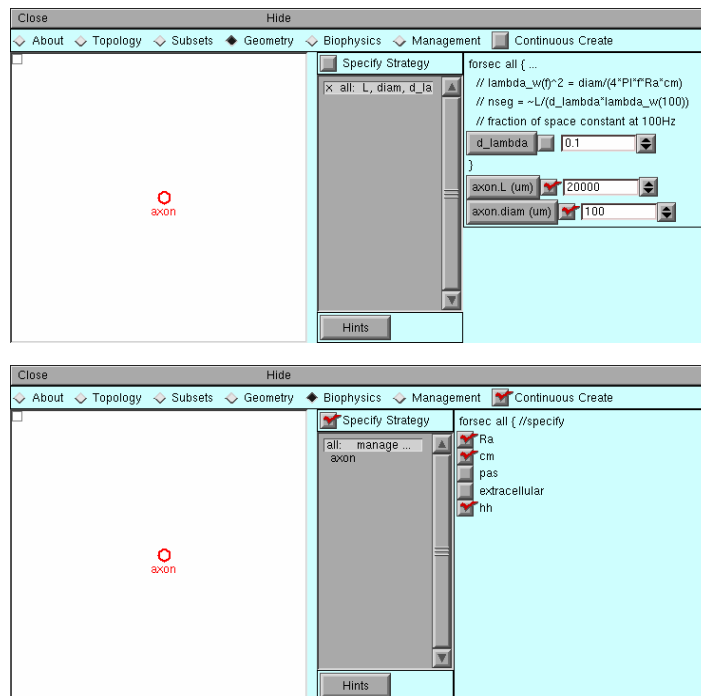 Close Hide
About Topology Subsets Geometry Biophysics Management Continuous Create
Specify Strategy
× all: L, diam, d_la
forsec all { ...
// lambda_w(f)^2 = diam/(4*PI*f*Ra*cm)
// nseg = ~L/(d_lambda*lambda_w(100))
// fraction of space constant at 100Hz
d_lambda 0.1
}
axon.L (um) 20000
axon.diam (um) 100
axon
Hints
Close Hide
About Topology Subsets Geometry Biophysics Management Continuous Create
Specify Strategy
all: manage ...
axon
forsec all { //specify
Ra
cm
pas
extracellular
hh
axon
Hints